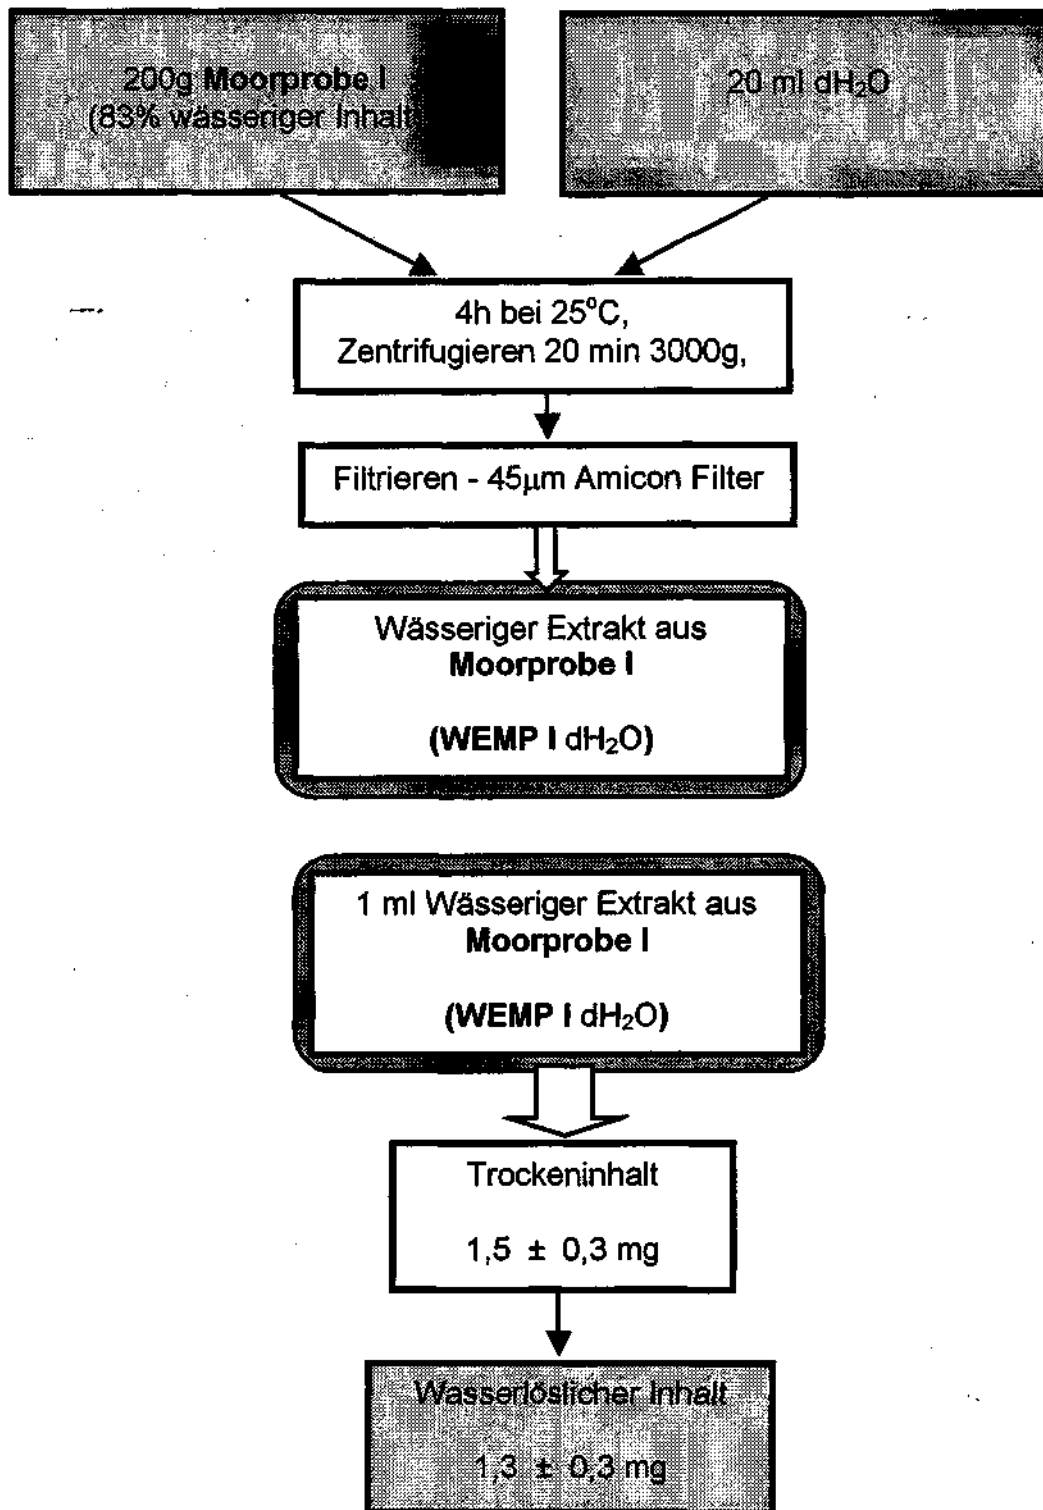 200g Moorprobe I
(83% wässeriger Inhalt
20 ml dH₂O
4h bei 25°C,
Zentrifugieren 20 min 3000g,
Filtrieren - 45µm Amicon Filter
Wässeriger Extrakt aus
Moorprobe I
(WEMP I dH₂O)
1 ml Wässeriger Extrakt aus
Moorprobe I
(WEMP I dH₂O)
Trockeninhalt
1,5 ± 0,3 mg
Wasserlöslicher Inhalt
1,3 ± 0,3 mg